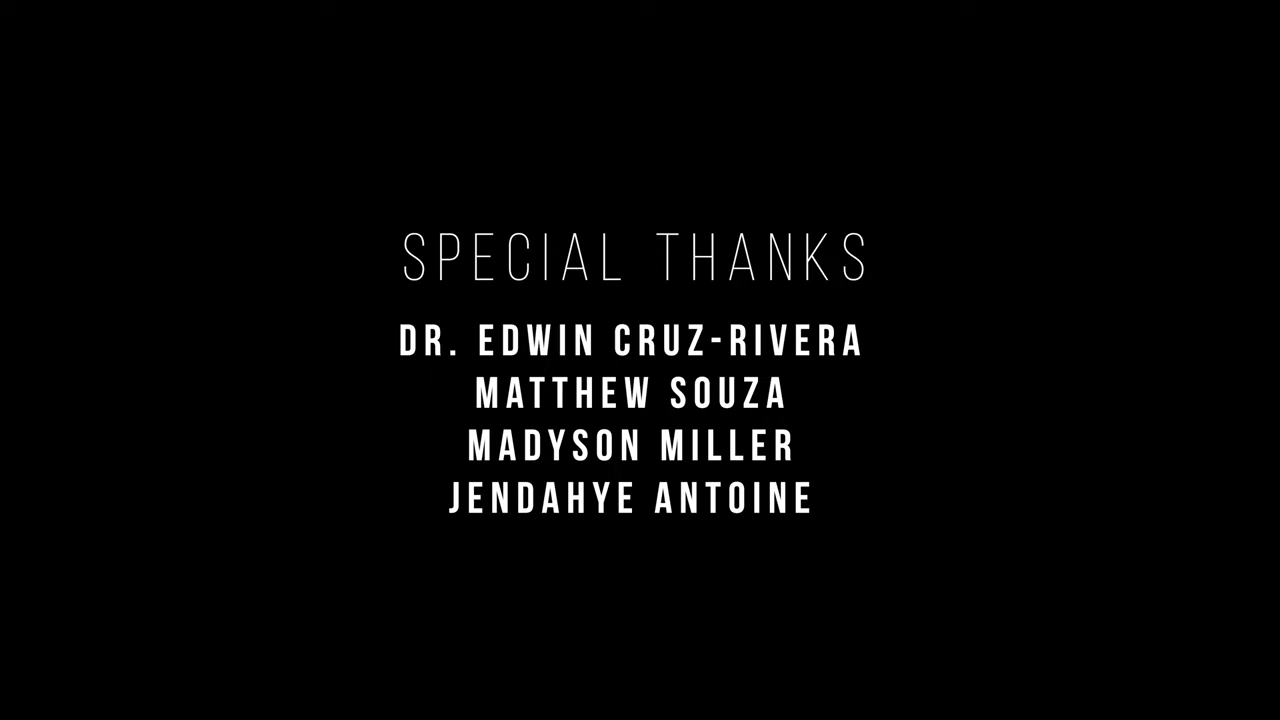 SPECIAL THANKS
DR. EDWIN CRUZ-RIVERA
MATTHEW SOUZA
MADYSON MILLER
JENDAHYE ANTOINE